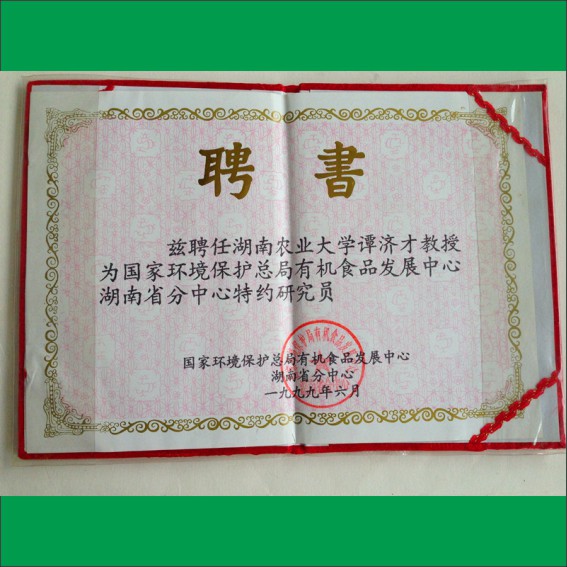 聘 書
兹聘任湖南农业大学谭济才教授
为国家环境保护总局有机食品发展中心
湖南省分中心特约研究员
国家环境保护总局有机食品发展中心
湖南省分中心
一九九九年六月